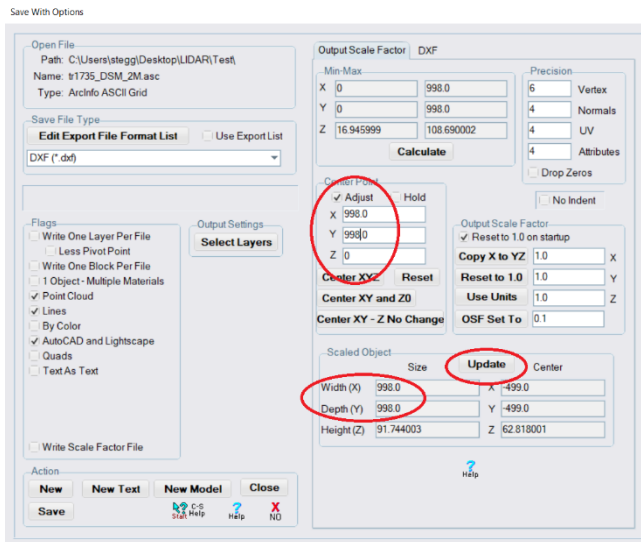 Save With Options
Open File
Path: C:\Users\stegg\Desktop\LIDAR\Test\
Name: tr1735_DSM_2M.asc
Type: ArcInfo ASCII Grid
Save File Type
Edit Export File Format List Use Export List
DXF (*.dxf)
Flags
Write One Layer Per File
Less Pivot Point
Write One Block Per File
1 Object - Multiple Materials
Point Cloud
Lines
By Color
AutoCAD and Lightscape
Quads
Text As Text
Write Scale Factor File
Output Settings
Select Layers
Action
New New Text New Model Close
Save Start C-S Help Help NO
Output Scale Factor DXF
Min-Max
X 0 998.0
Y 0 998.0
Z 16.945999 108.690002
Calculate
Precision
6 Vertex
4 Normals
4 UV
4 Attributes
Drop Zeros
No Indent
Center Point
Adjust Hold
X 998.0
Y 998.0
Z 0
Center XYZ Reset
Center XY and Z0
Center XY - Z No Change
Output Scale Factor
Reset to 1.0 on startup
Copy X to YZ 1.0 X
Reset to 1.0 1.0 Y
Use Units 1.0 Z
OSF Set To 0.1
Scaled Object
Size Update Center
Width (X) 998.0 X -499.0
Depth (Y) 998.0 Y -499.0
Height (Z) 91.744003 Z 62.818001
Help